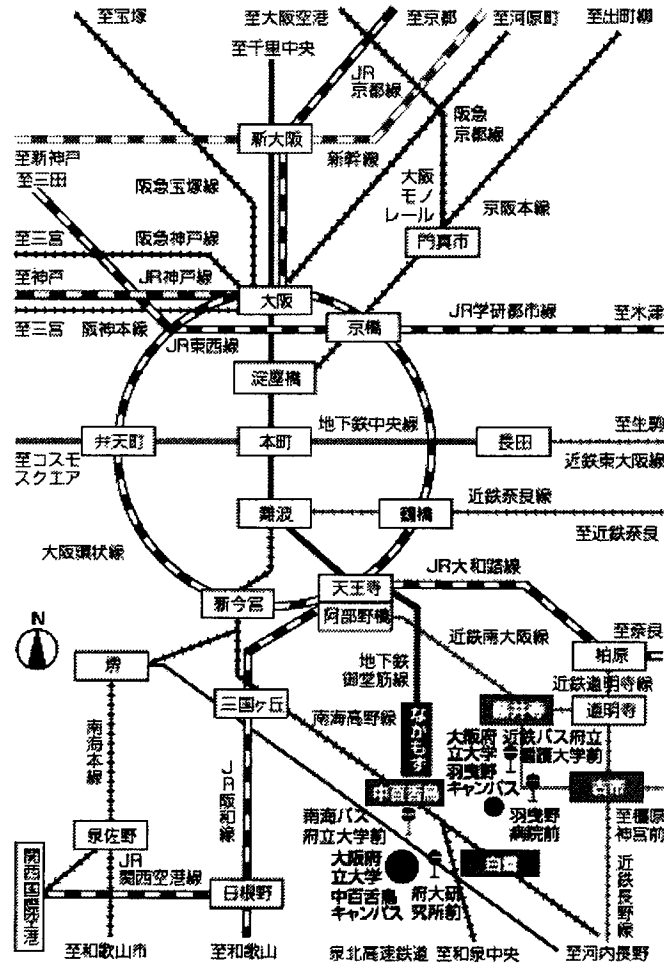 至宝塚
至大阪空港
至京都
至河原町
至出町柳
至千里中央
JR
京都線
阪急
京都線
新大阪
新幹線
至新神戸
至三田
阪急宝塚線
大阪
モノ
レール
京阪本線
門真市
至三宮
阪急神戸線
至神戸
JR神戸線
大阪
至三宮
阪神本線
JR東西線
京橋
JR学研都市線
至木津
淀屋橋
弁天町
本町
地下鉄中央線
長田
至生駒
至コスモ
スクエア
近鉄東大阪線
難波
鶴橋
近鉄奈良線
至近鉄奈良
大阪環状線
新今宮
天王寺
阿部野橋
JR大和路線
N
近鉄南大阪線
至奈良
柏原
堺
地下鉄
御堂筋線
近鉄道明寺線
三国ヶ丘
南海高野線
なかもず
藤井寺
道明寺
南海本線
JR阪和線
大阪府
立大学
羽曳野
キャンパス
近鉄バス府立
看護大学前
中百舌鳥
羽曳野
病院前
古市
南海バス
府立大学前
至橿原
神宮前
泉佐野
JR
関西空港線
関西国際空港
日根野
大阪府
立大学
中百舌鳥
キャンパス
府大研
究所前
白鷺
近鉄長野線
至和歌山市
至和歌山
泉北高速鉄道
至和泉中央
至河内長野